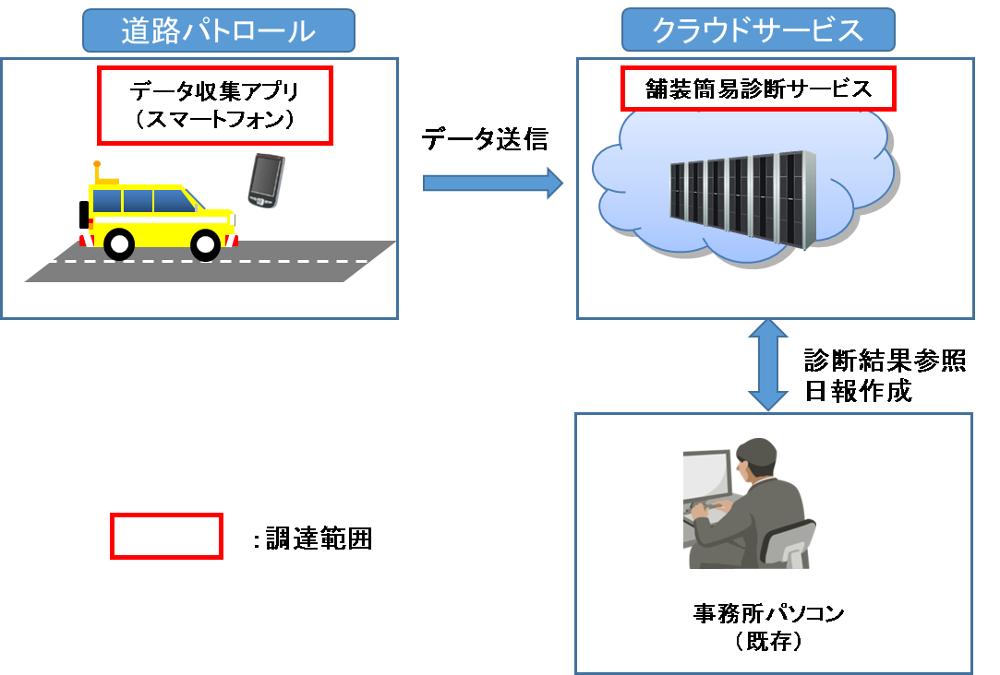 道路パトロール
クラウドサービス
データ収集アプリ
（スマートフォン）
データ送信
舗装簡易診断サービス
診断結果参照
日報作成
：調達範囲
事務所パソコン
（既存）